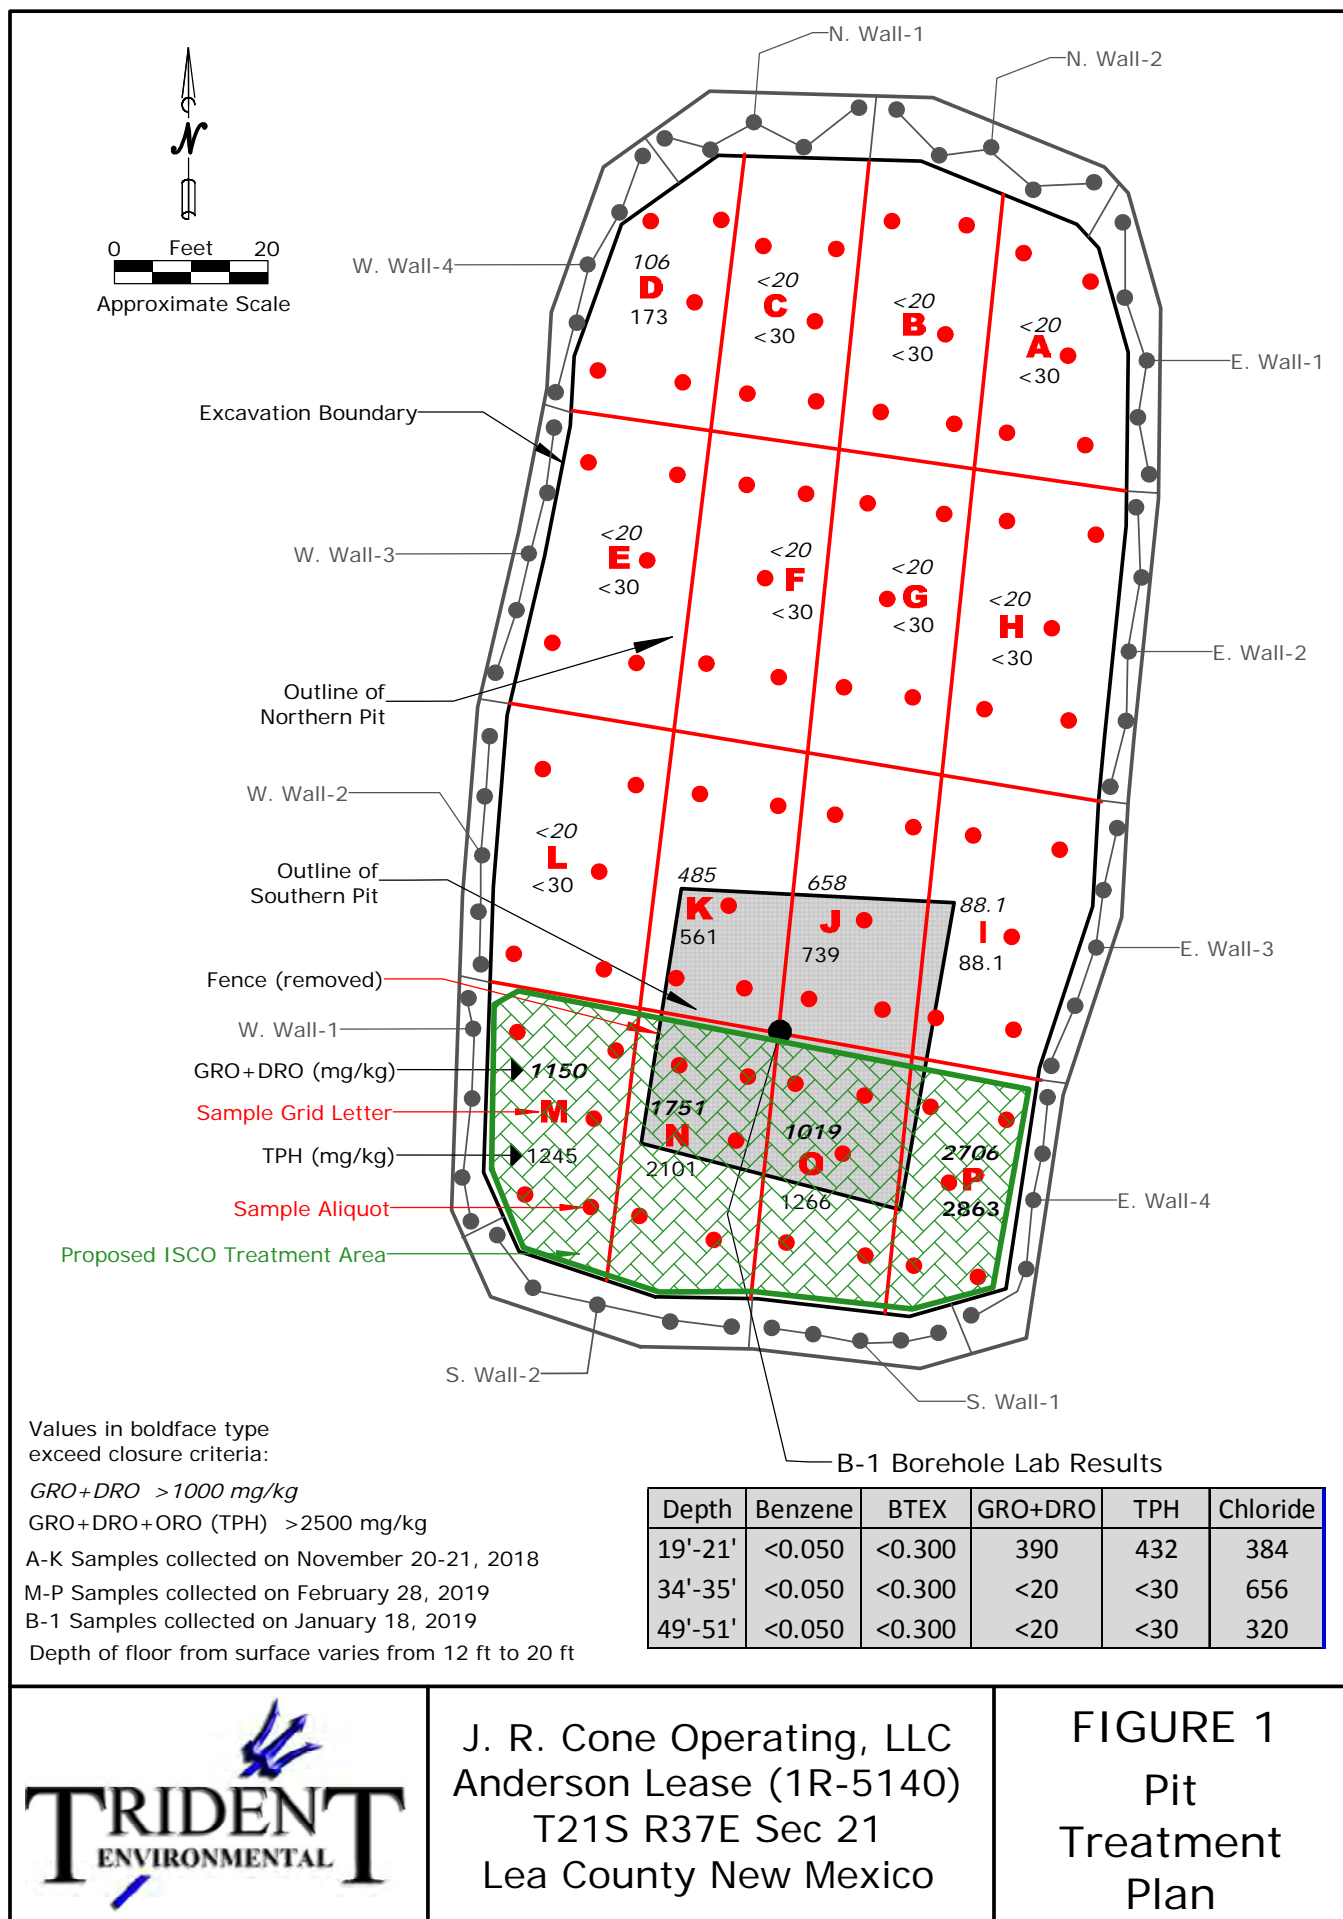 N. Wall-1
N. Wall-2
N
0 Feet 20
Approximate Scale
W. Wall-4
106
D
173
<20
C
<30
<20
B
<30
<20
A
<30
E. Wall-1
Excavation Boundary
W. Wall-3
<20
E
<30
<20
F
<30
<20
G
<30
<20
H
<30
E. Wall-2
Outline of
Northern Pit
W. Wall-2
<20
L
<30
Outline of
Southern Pit
485
K
561
658
J
739
88.1
I
88.1
E. Wall-3
Fence (removed)
W. Wall-1
GRO+DRO (mg/kg)
1150
Sample Grid Letter
M
TPH (mg/kg)
1245
1751
N
2101
1019
O
1266
2706
P
2863
Sample Aliquot
E. Wall-4
Proposed ISCO Treatment Area
S. Wall-2
S. Wall-1
Values in boldface type
exceed closure criteria:
GRO+DRO >1000 mg/kg
GRO+DRO+ORO (TPH) >2500 mg/kg
A-K Samples collected on November 20-21, 2018
M-P Samples collected on February 28, 2019
B-1 Samples collected on January 18, 2019
Depth of floor from surface varies from 12 ft to 20 ft
B-1 Borehole Lab Results
Depth Benzene BTEX GRO+DRO TPH Chloride
19'-21' <0.050 <0.300 390 432 384
34'-35' <0.050 <0.300 <20 <30 656
49'-51' <0.050 <0.300 <20 <30 320
TRIDENT
ENVIRONMENTAL
J. R. Cone Operating, LLC
Anderson Lease (1R-5140)
T21S R37E Sec 21
Lea County New Mexico
FIGURE 1
Pit
Treatment
Plan